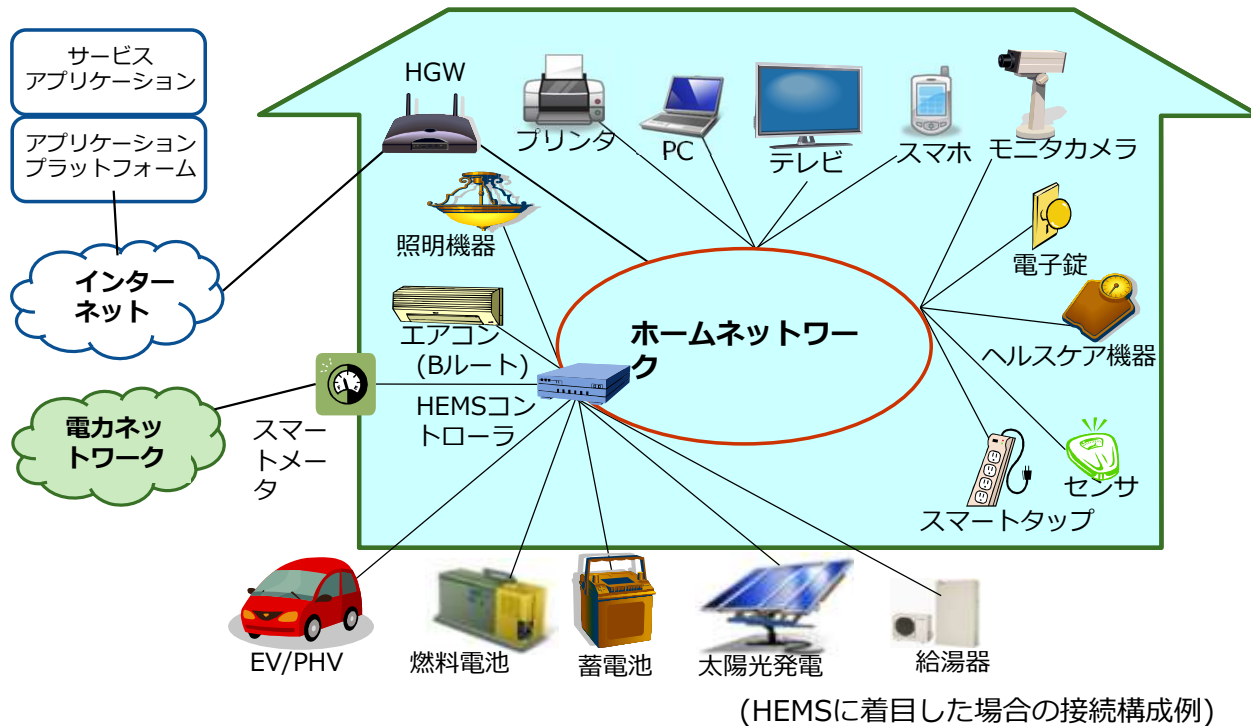 サービス
アプリケーション
アプリケーション
プラットフォーム
インター
ネット
電力ネッ
トワーク
スマー
トメー
タ
HGW
プリンタ
PC
テレビ
スマホ
モニタカメラ
照明機器
電子錠
エアコン
(Bルート)
HEMSコン
トローラ
ホームネットワー
ク
ヘルスケア機器
センサ
スマートタップ
EV/PHV
燃料電池
蓄電池
太陽光発電
給湯器
(HEMSに着目した場合の接続構成例)